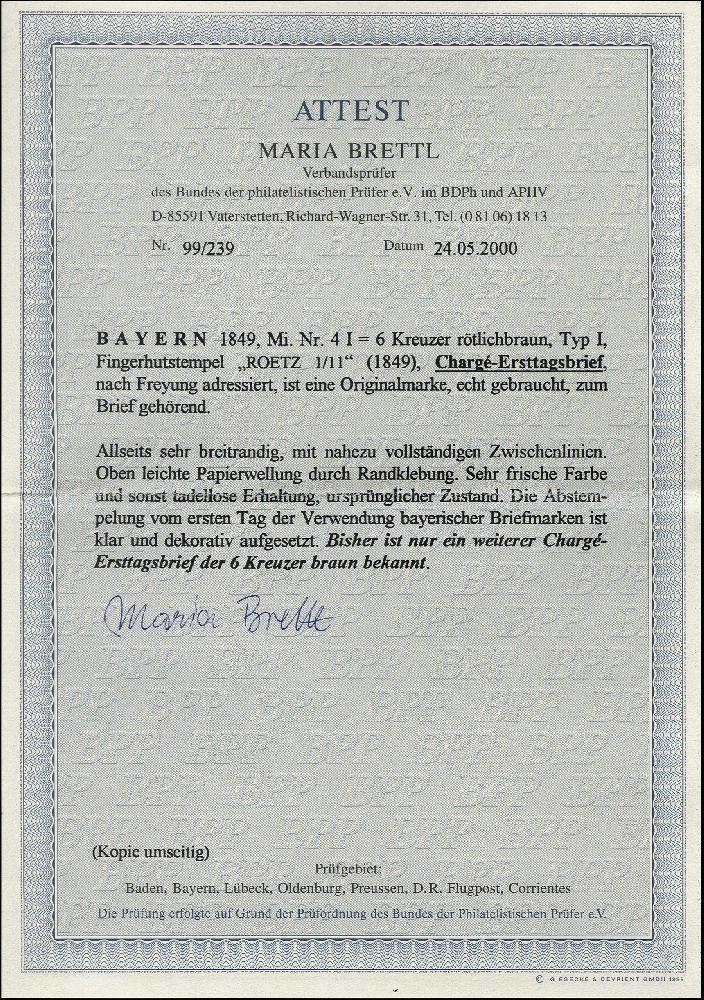 ATTEST
MARIA BRETTL
Verbandsprüfer
des Bundes der philatelistischen Prüfer e.V. im BDPh und APHV
D-85591 Vaterstetten, Richard-Wagner-Str. 31, Tel. (0 81 06) 18 13
Nr. 99/239 Datum 24.05.2000
BAYERN 1849, Mi. Nr. 4 I = 6 Kreuzer rötlichbraun, Typ I,
Fingerhutstempel „ROETZ 1/11“ (1849), Chargé-Ersttagsbrief,
nach Freyung adressiert, ist eine Originalmarke, echt gebraucht, zum
Brief gehörend.
Allseits sehr breitrandig, mit nahezu vollständigen Zwischenlinien.
Oben leichte Papierwellung durch Randklebung. Sehr frische Farbe
und sonst tadellose Erhaltung, ursprünglicher Zustand. Die Abstem-
pelung vom ersten Tag der Verwendung bayerischer Briefmarken ist
klar und dekorativ aufgesetzt. Bisher ist nur ein weiterer Chargé-
Ersttagsbrief der 6 Kreuzer braun bekannt.
Maria Brettl
(Kopie umseitig)
Prüfgebiet:
Baden, Bayern, Lübeck, Oldenburg, Preussen, D.R. Flugpost, Corrientes
Die Prüfung erfolgte auf Grund der Prüfordnung des Bundes der Philatelistischen Prüfer e.V.
© GIESECKE & DEVRIENT GMBH